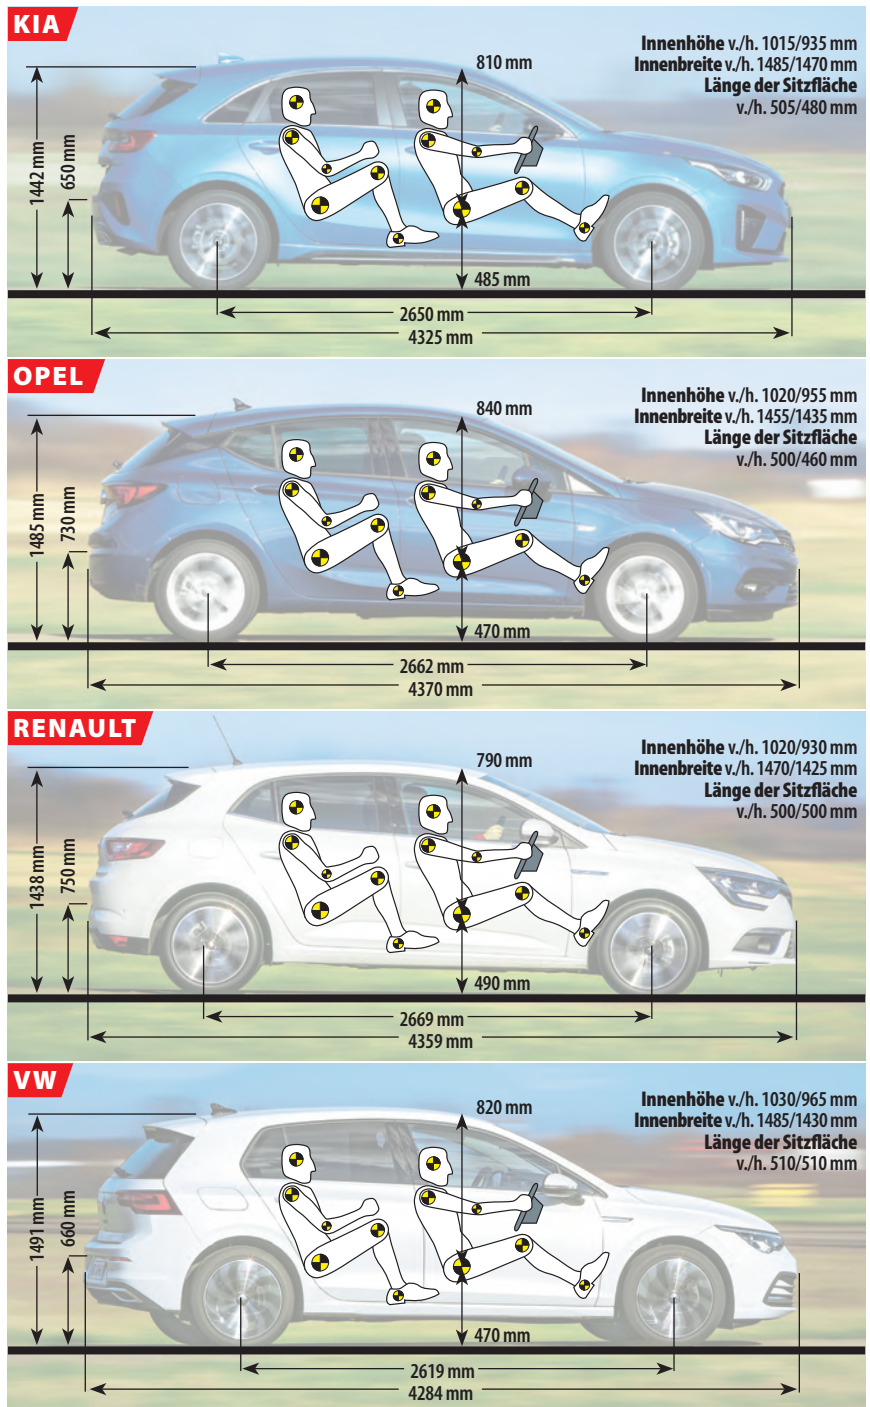 KIA
810 mm
Innenhöhe v./h. 1015/935 mm
Innenbreite v./h. 1485/1470 mm
Länge der Sitzfläche
v./h. 505/480 mm
1442 mm
650 mm
485 mm
2650 mm
4325 mm
OPEL
840 mm
Innenhöhe v./h. 1020/955 mm
Innenbreite v./h. 1455/1435 mm
Länge der Sitzfläche
v./h. 500/460 mm
1485 mm
730 mm
470 mm
2662 mm
4370 mm
RENAULT
790 mm
Innenhöhe v./h. 1020/930 mm
Innenbreite v./h. 1470/1425 mm
Länge der Sitzfläche
v./h. 500/500 mm
1438 mm
750 mm
490 mm
2669 mm
4359 mm
VW
820 mm
Innenhöhe v./h. 1030/965 mm
Innenbreite v./h. 1485/1430 mm
Länge der Sitzfläche
v./h. 510/510 mm
1491 mm
660 mm
470 mm
2619 mm
4284 mm